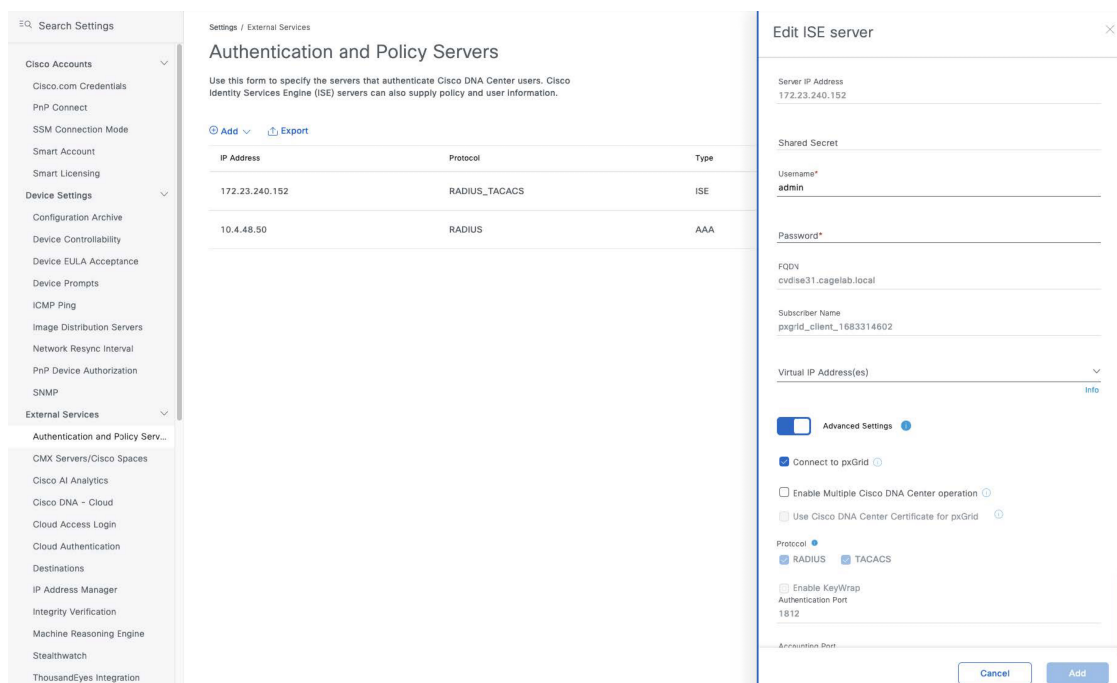 Search Settings
Cisco Accounts
Cisco.com Credentials
PnP Connect
SSM Connection Mode
Smart Account
Smart Licensing
Device Settings
Configuration Archive
Device Controllability
Device EULA Acceptance
Device Prompts
ICMP Ping
Image Distribution Servers
Network Resync Interval
PnP Device Authorization
SNMP
External Services
Authentication and Policy Serv...
CMX Servers/Cisco Spaces
Cisco AI Analytics
Cisco DNA - Cloud
Cloud Access Login
Cloud Authentication
Destinations
IP Address Manager
Integrity Verification
Machine Reasoning Engine
Stealthwatch
ThousandEyes Integration
Settings / External Services
Authentication and Policy Servers
Use this form to specify the servers that authenticate Cisco DNA Center users. Cisco
Identity Services Engine (ISE) servers can also supply policy and user information.
Add Export
IP Address Protocol Type
172.23.240.152 RADIUS_TACACS ISE
10.4.48.50 RADIUS AAA
Edit ISE server
Server IP Address
172.23.240.152
Shared Secret
Username*
admin
Password*
FQDN
cvdise31.cagelab.local
Subscriber Name
pxgrid_client_1683314602
Virtual IP Address(es)
Info
Advanced Settings
Connect to pxGrid
Enable Multiple Cisco DNA Center operation
Use Cisco DNA Center Certificate for pxGrid
Protocol
RADIUS TACACS
Enable KeyWrap
Authentication Port
1812
Accounting Port
Cancel Add